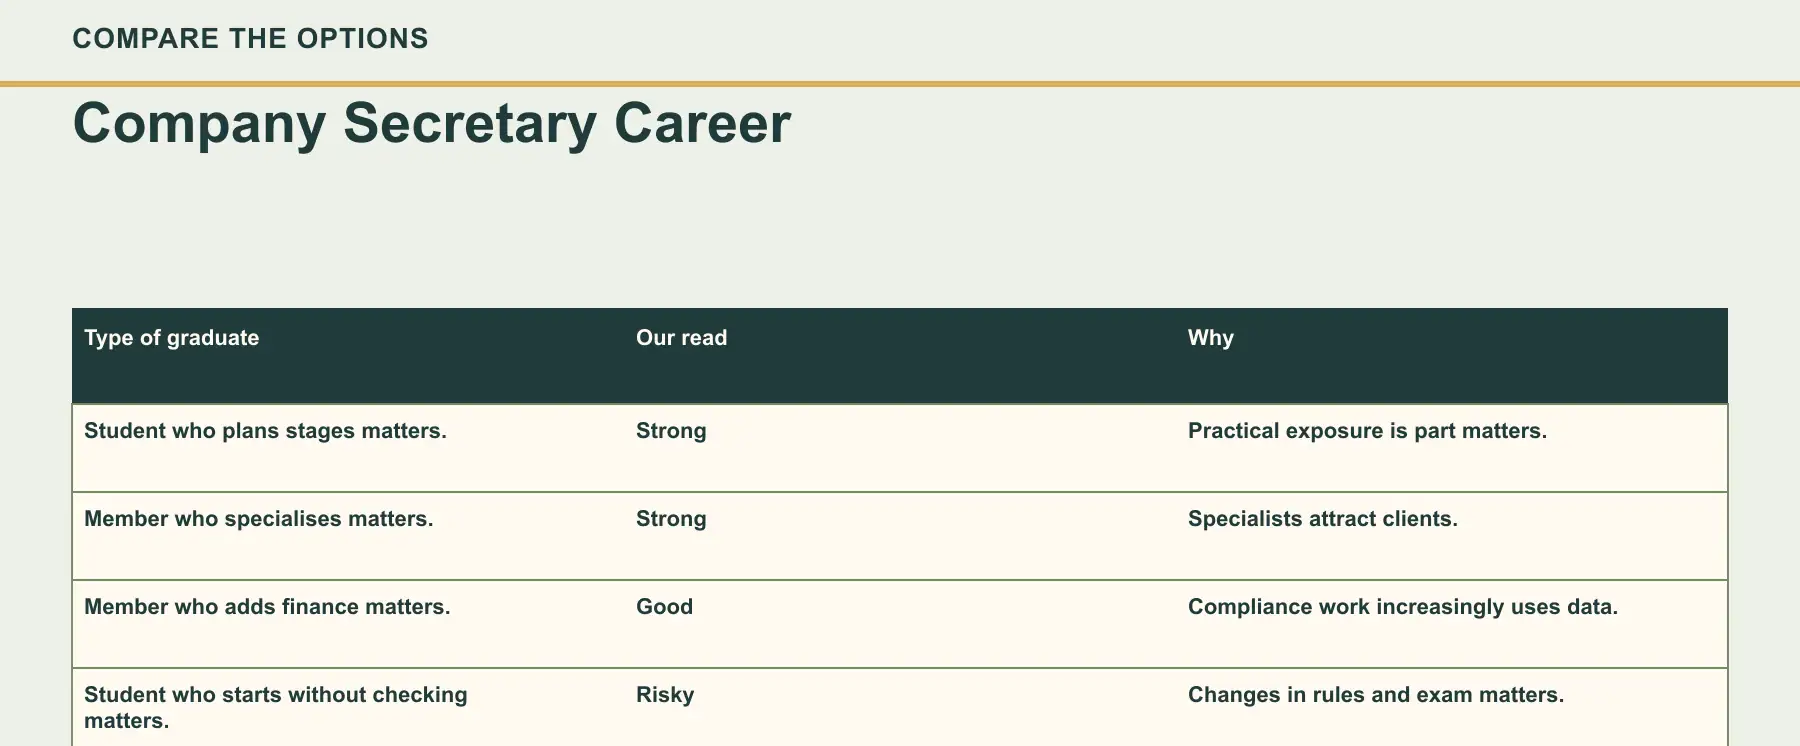 COMPARE THE OPTIONS
Company Secretary Career
Type of graduate
Our read
Why
Student who plans stages matters.
Strong
Practical exposure is part matters.
Member who specialises matters.
Strong
Specialists attract clients.
Member who adds finance matters.
Good
Compliance work increasingly uses data.
Student who starts without checking
matters.
Risky
Changes in rules and exam matters.